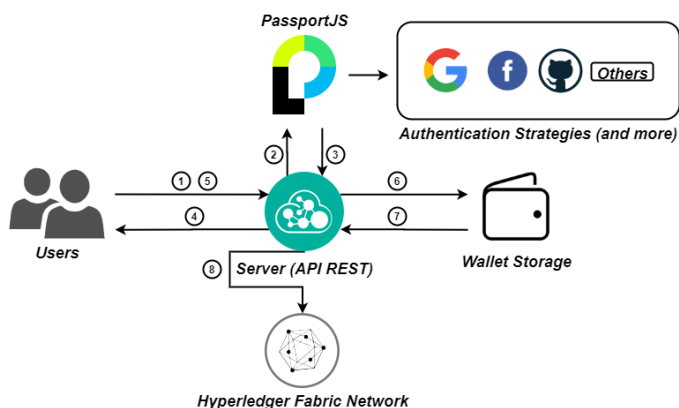 PassportJS
Others
Authentication Strategies (and more)
2
3
1
5
6
4
7
Users
Server (API REST)
Wallet Storage
8
Hyperledger Fabric Network